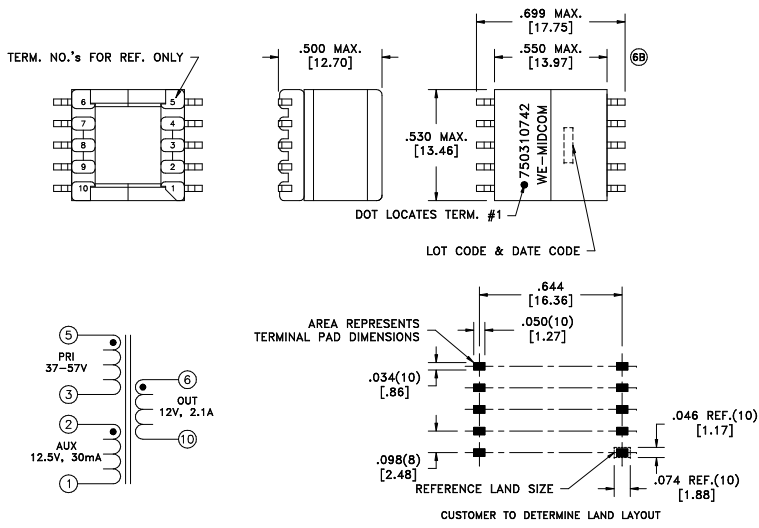 .699 MAX.
[17.75]
.500 MAX.
[12.70]
.550 MAX.
[13.97]
6B
TERM. NO.'s FOR REF. ONLY
6
5
7
4
8
3
9
2
10
1
.530 MAX.
[13.46]
750310742
WE-MIDCOM
DOT LOCATES TERM. #1
LOT CODE & DATE CODE
.644
[16.36]
AREA REPRESENTS
TERMINAL PAD DIMENSIONS
.050(10)
[1.27]
.034(10)
[.86]
.046 REF.(10)
[1.17]
.098(8)
[2.48]
.074 REF.(10)
[1.88]
REFERENCE LAND SIZE
CUSTOMER TO DETERMINE LAND LAYOUT
5
PRI
37-57V
3
2
AUX
12.5V, 30mA
1
6
OUT
12V, 2.1A
10